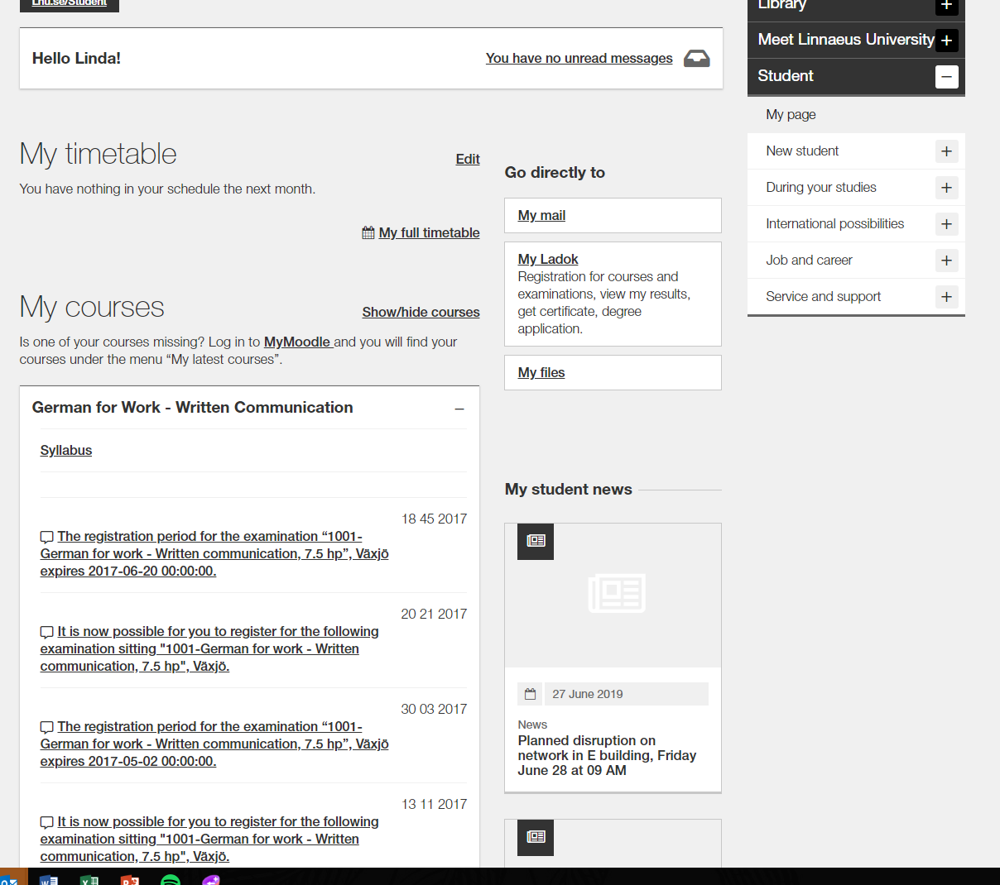 Lnu.se/Student
Hello Linda!
You have no unread messages
My timetable
Edit
You have nothing in your schedule the next month.
My full timetable
My courses
Show/hide courses
Is one of your courses missing? Log in to MyMoodle and you will find your
courses under the menu “My latest courses”.
German for Work - Written Communication
Syllabus
18 45 2017
The registration period for the examination “1001-
German for work - Written communication, 7.5 hp”, Växjö
expires 2017-06-20 00:00:00.
20 21 2017
It is now possible for you to register for the following
examination sitting "1001-German for work - Written
communication, 7.5 hp", Växjö.
30 03 2017
The registration period for the examination “1001-
German for work - Written communication, 7.5 hp”, Växjö
expires 2017-05-02 00:00:00.
13 11 2017
It is now possible for you to register for the following
examination sitting "1001-German for work - Written
communication, 7.5 hp", Växjö.
Go directly to
My mail
My Ladok
Registration for courses and
examinations, view my results,
get certificate, degree
application.
My files
My student news
27 June 2019
News
Planned disruption on
network in E building, Friday
June 28 at 09 AM
Library
Meet Linnaeus University
Student
My page
New student
During your studies
International possibilities
Job and career
Service and support